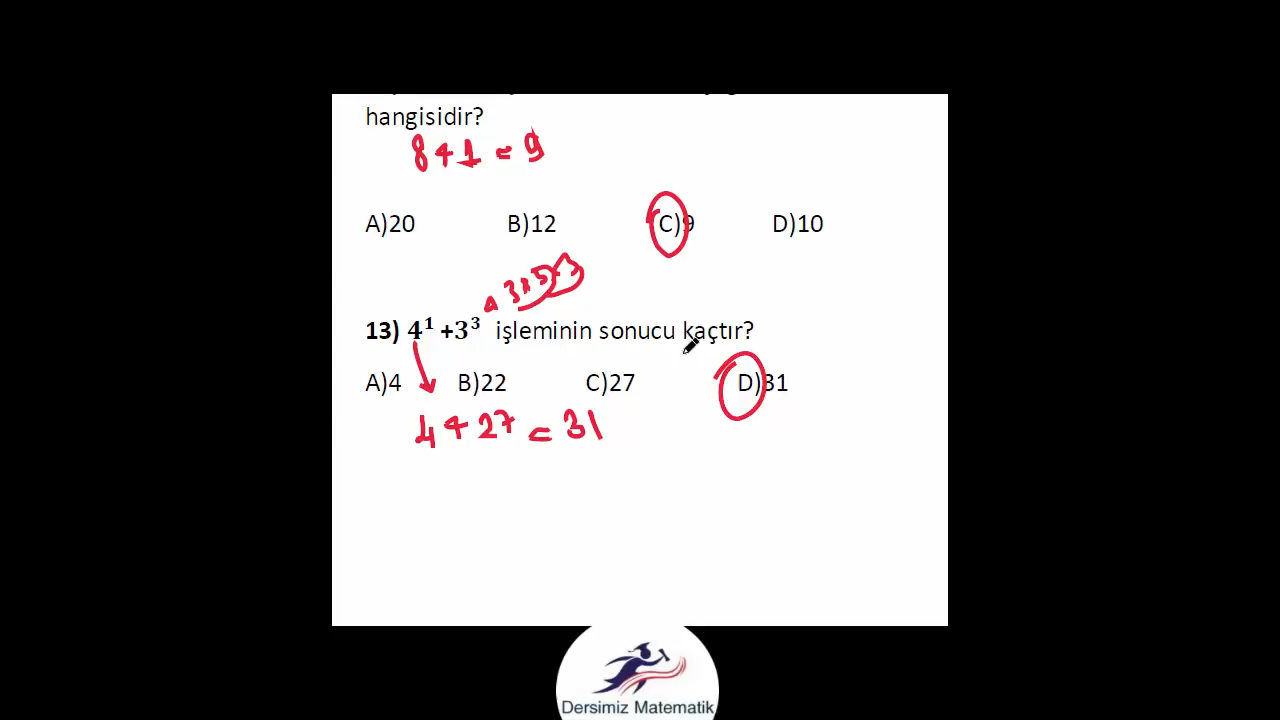 hangisidir?
8+1=9
A)20 B)12 C)9 D)10
3x3x3
13) 4¹ +3³ işleminin sonucu kaçtır?
A)4 B)22 C)27 D)31
4+27=31
Dersimiz Matematik